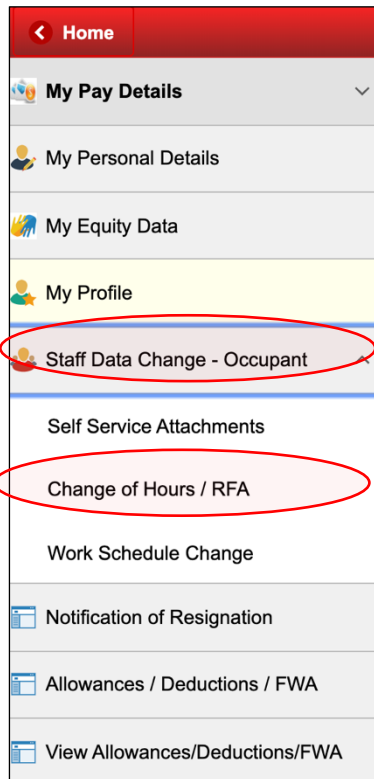 Home
My Pay Details
My Personal Details
My Equity Data
My Profile
Staff Data Change - Occupant
Self Service Attachments
Change of Hours / RFA
Work Schedule Change
Notification of Resignation
Allowances / Deductions / FWA
View Allowances/Deductions/FWA